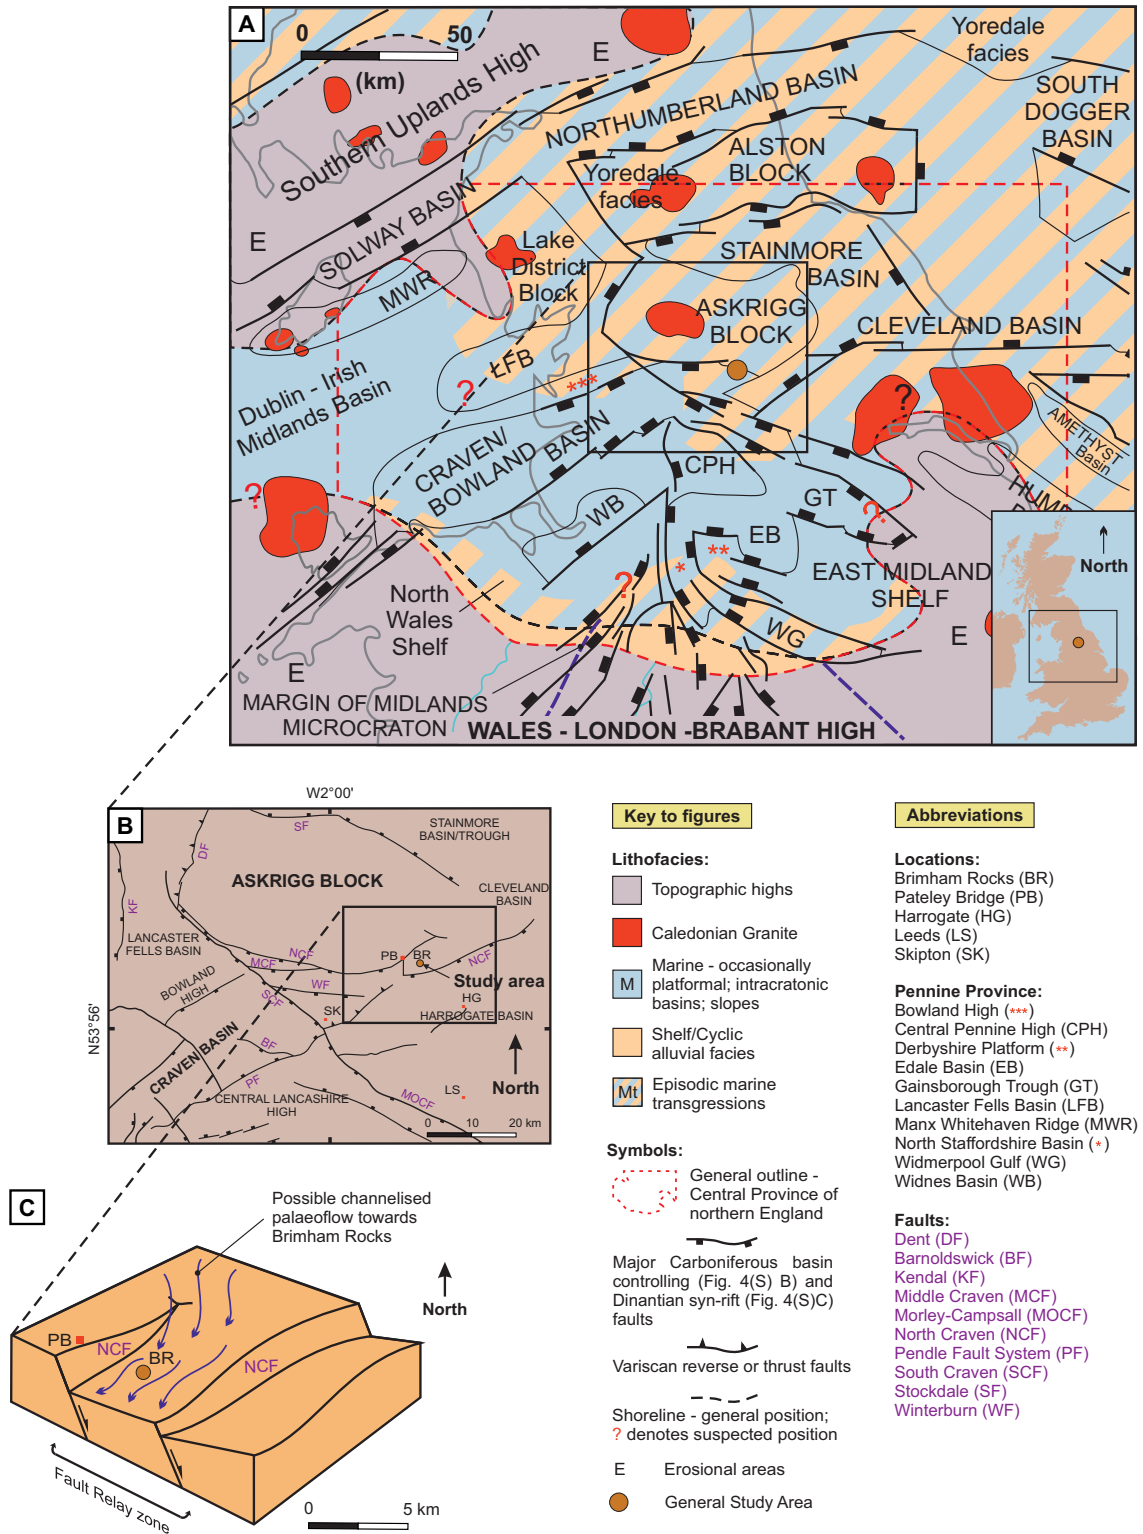 A
0 50
(km)
E
Southern Uplands High
Yoredale
facies
SOUTH
DOGGER
BASIN
NORTHUMBERLAND BASIN
ALSTON
BLOCK
Yoredale
facies
E
SOLWAY BASIN
MWR
Lake
District
Block
STAINMORE
BASIN
ASKRIGG
BLOCK
CLEVELAND BASIN
LFB
***
?
Dublin - Irish
Midlands Basin
?
AMETHYST
Basin
CRAVEN/
BOWLAND BASIN
CPH
?
WB
GT
?
EB
**
*
?
EAST MIDLAND
SHELF
North
Wales
Shelf
WG
E
E
MARGIN OF MIDLANDS
MICROCRATON
WALES - LONDON -BRABANT HIGH
North
B
W2°00'
N53°56'
SF
STAINMORE
BASIN/TROUGH
DF
ASKRIGG BLOCK
CLEVELAND
BASIN
KF
LANCASTER
FELLS BASIN
NCF
MCF
PB
BR
NCF
Study area
BOWLAND
HIGH
WF
SCF
SK
HG
HARROGATE BASIN
CRAVEN BASIN
BF
PF
North
CENTRAL LANCASHIRE
HIGH
MOCF
LS
0 10 20 km
C
Possible channelised
palaeoflow towards
Brimham Rocks
North
PB
NCF
BR
NCF
Fault Relay zone
0 5 km
Key to figures
Lithofacies:
Topographic highs
Caledonian Granite
M
Marine - occasionally
platformal; intracratonic
basins; slopes
Shelf/Cyclic
alluvial facies
Mt
Episodic marine
transgressions
Symbols:
General outline -
Central Province of
northern England
Major Carboniferous basin
controlling (Fig. 4(S) B) and
Dinantian syn-rift (Fig. 4(S)C)
faults
Variscan reverse or thrust faults
Shoreline - general position;
? denotes suspected position
E Erosional areas
General Study Area
Abbreviations
Locations:
Brimham Rocks (BR)
Pateley Bridge (PB)
Harrogate (HG)
Leeds (LS)
Skipton (SK)
Pennine Province:
Bowland High (***)
Central Pennine High (CPH)
Derbyshire Platform (**)
Edale Basin (EB)
Gainsborough Trough (GT)
Lancaster Fells Basin (LFB)
Manx Whitehaven Ridge (MWR)
North Staffordshire Basin (*)
Widmerpool Gulf (WG)
Widnes Basin (WB)
Faults:
Dent (DF)
Barnoldswick (BF)
Kendal (KF)
Middle Craven (MCF)
Morley-Campsall (MOCF)
North Craven (NCF)
Pendle Fault System (PF)
South Craven (SCF)
Stockdale (SF)
Winterburn (WF)